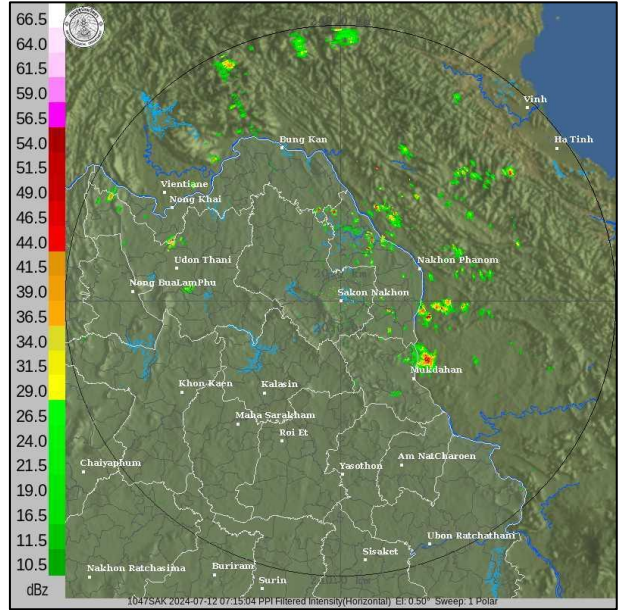 66.5
64.0
61.5
59.0
56.5
54.0
51.5
49.0
46.5
44.0
41.5
39.0
36.5
34.0
31.5
29.0
26.5
24.0
21.5
19.0
16.5
11.5
10.5
dBz
Vinh
Ha Tinh
Bung Kan
Vientiane
Nong Khai
Udon Thani
Nakhon Phanom
Nong BuaLamPhu
Sakon Nakhon
Mukdahan
Khon Kaen
Kalasin
Maha Sarakham
Roi Et
Chaiyaphum
Yasothon
Am NatCharoen
Ubon Ratchathani
Sisaket
Nakhon Ratchasima
Buriram
Surin
1047SAK 2024-07-12 07:15:04 PPI Filtered Intensity(Horizontal) El: 0.50° Sweep: 1 Polar